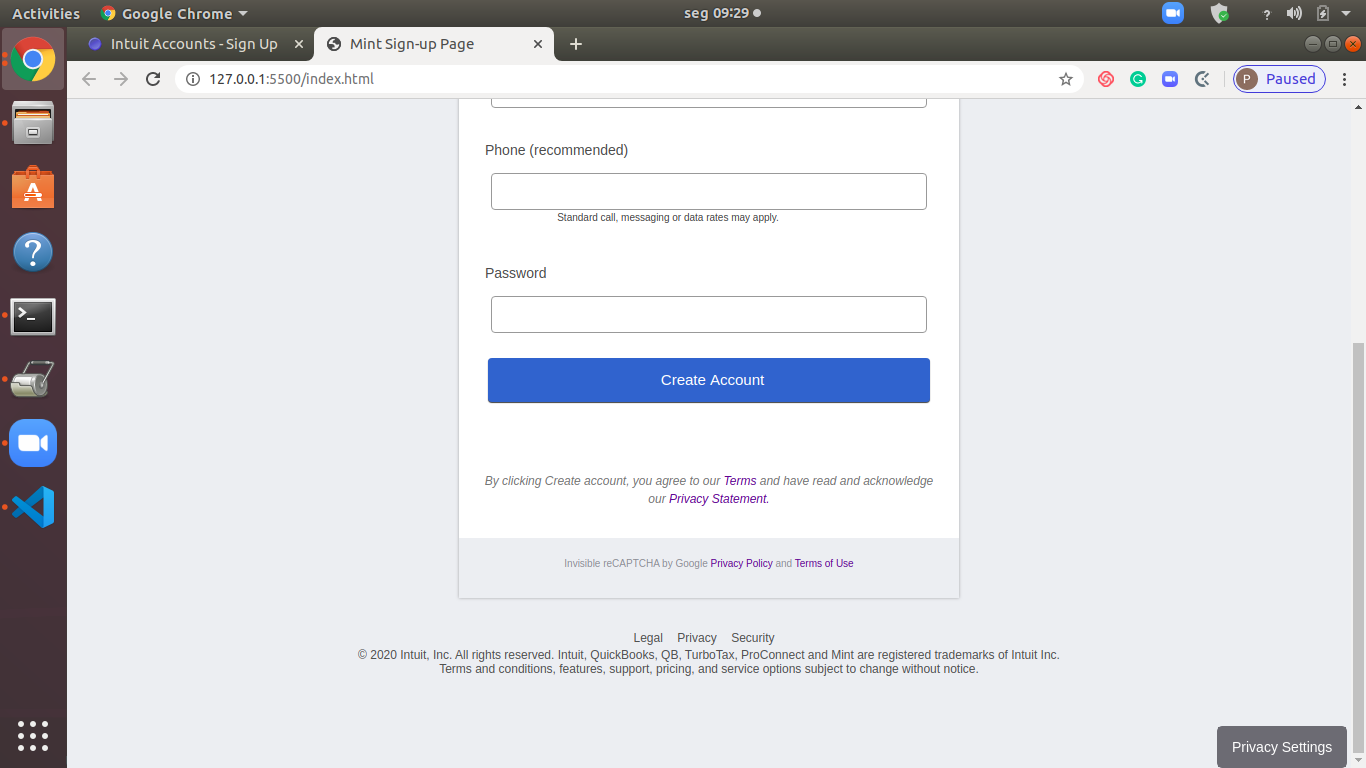 Activities
Google Chrome
seg 09:29
?
Intuit Accounts - Sign Up
Mint Sign-up Page
127.0.0.1:5500/index.html
P
Paused
Phone (recommended)
Standard call, messaging or data rates may apply.
Password
Create Account
By clicking Create account, you agree to our Terms and have read and acknowledge
our Privacy Statement.
Invisible reCAPTCHA by Google Privacy Policy and Terms of Use
Legal Privacy Security
© 2020 Intuit, Inc. All rights reserved. Intuit, QuickBooks, QB, TurboTax, ProConnect and Mint are registered trademarks of Intuit Inc.
Terms and conditions, features, support, pricing, and service options subject to change without notice.
Privacy Settings